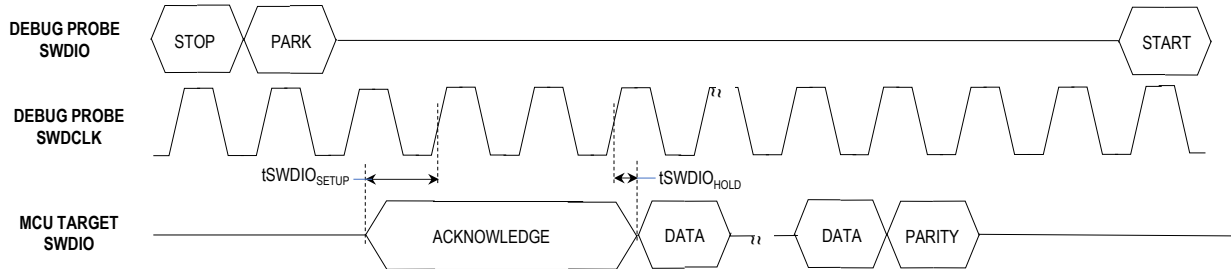 DEBUG PROBE
SWDIO
STOP
PARK
START
DEBUG PROBE
SWDCLK
tSWDIOSETUP
tSWDIOHOLD
MCU TARGET
SWDIO
ACKNOWLEDGE
DATA
DATA
PARITY